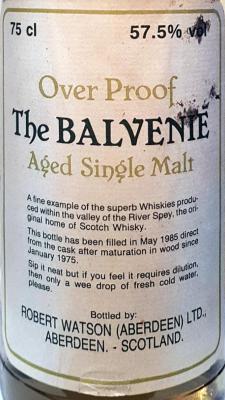 75 cl 57.5% vol
Over Proof
The BALVENIE
Aged Single Malt
A fine example of the superb Whiskies produ-
ced within the valley of the River Spey, the ori-
ginal home of Scotch Whisky.
This bottle has been filled in May 1985 direct
from the cask after maturation in wood since
January 1975.
Sip it neat but if you feel it requires dilution,
then only a wee drop of fresh cold water,
please.
Bottled by:
ROBERT WATSON (ABERDEEN) LTD.,
ABERDEEN. - SCOTLAND.